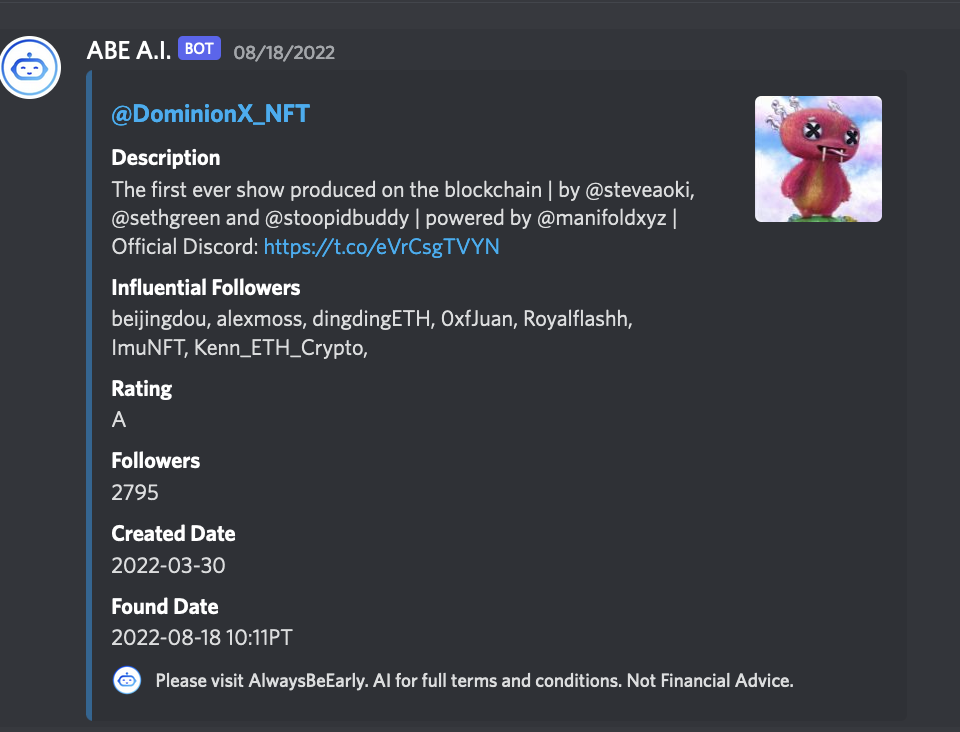 ABE A.I. BOT 08/18/2022
@DominionX_NFT
Description
The first ever show produced on the blockchain | by @steveaoki,
@sethgreen and @stoopidbuddy | powered by @manifoldxyz |
Official Discord: https://t.co/eVrCsgTVYN
Influential Followers
beijingdou, alexmoss, dingdingETH, 0xfJuan, Royalflashh,
ImuNFT, Kenn_ETH_Crypto,
Rating
A
Followers
2795
Created Date
2022-03-30
Found Date
2022-08-18 10:11PT
Please visit AlwaysBeEarly. AI for full terms and conditions. Not Financial Advice.